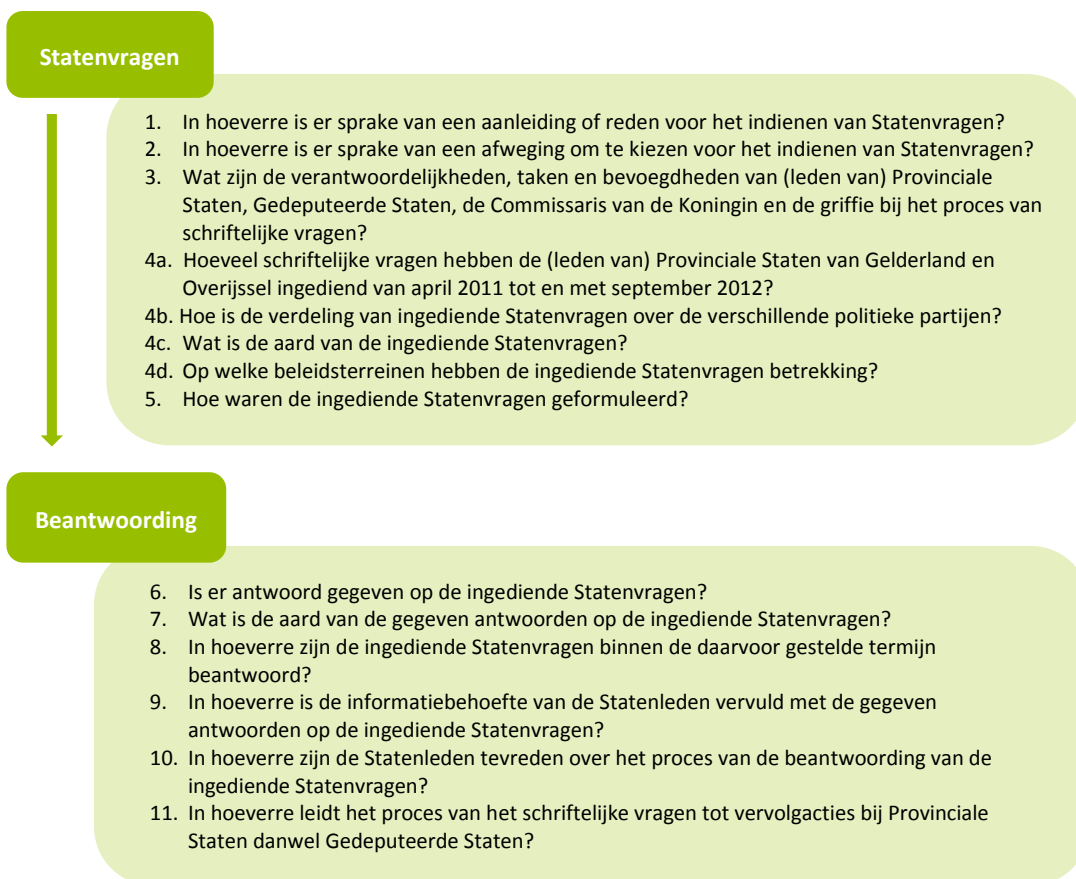 Statenvragen
1. In hoeverre is er sprake van een aanleiding of reden voor het indienen van Statenvragen?
2. In hoeverre is er sprake van een afweging om te kiezen voor het indienen van Statenvragen?
3. Wat zijn de verantwoordelijkheden, taken en bevoegdheden van (leden van) Provinciale
Staten, Gedeputeerde Staten, de Commissaris van de Koningin en de griffie bij het proces van
schriftelijke vragen?
4a. Hoeveel schriftelijke vragen hebben de (leden van) Provinciale Staten van Gelderland en
Overijssel ingediend van april 2011 tot en met september 2012?
4b. Hoe is de verdeling van ingediende Statenvragen over de verschillende politieke partijen?
4c. Wat is de aard van de ingediende Statenvragen?
4d. Op welke beleidsterreinen hebben de ingediende Statenvragen betrekking?
5. Hoe waren de ingediende Statenvragen geformuleerd?
Beantwoording
6. Is er antwoord gegeven op de ingediende Statenvragen?
7. Wat is de aard van de gegeven antwoorden op de ingediende Statenvragen?
8. In hoeverre zijn de ingediende Statenvragen binnen de daarvoor gestelde termijn
beantwoord?
9. In hoeverre is de informatiebehoefte van de Statenleden vervuld met de gegeven
antwoorden op de ingediende Statenvragen?
10. In hoeverre zijn de Statenleden tevreden over het proces van de beantwoording van de
ingediende Statenvragen?
11. In hoeverre leidt het proces van het schriftelijke vragen tot vervolgacties bij Provinciale
Staten danwel Gedeputeerde Staten?